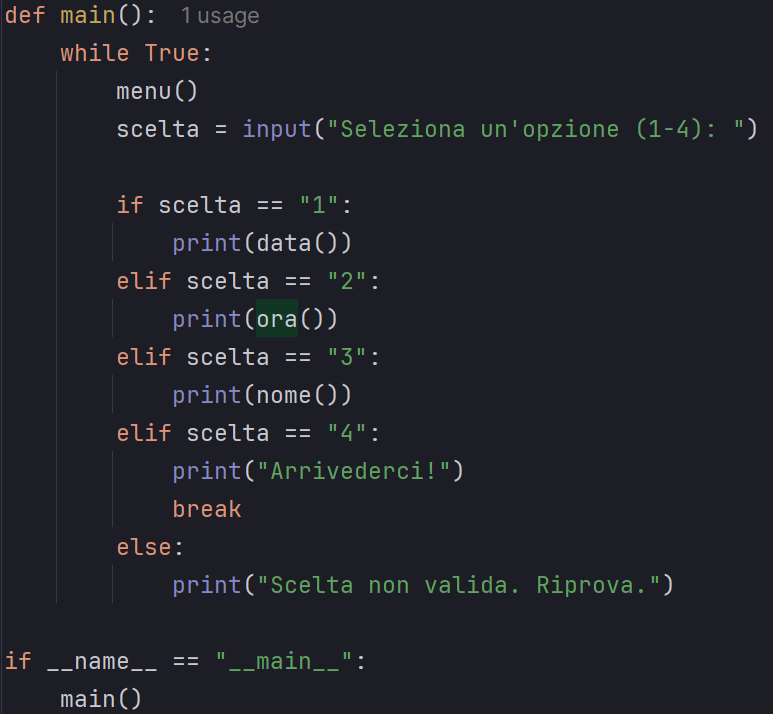 def main():  1 usage
    while True:
        menu()
        scelta = input("Seleziona un'opzione (1-4): ")

        if scelta == "1":
            print(data())
        elif scelta == "2":
            print(ora())
        elif scelta == "3":
            print(nome())
        elif scelta == "4":
            print("Arrivederci!")
            break
        else:
            print("Scelta non valida. Riprova.")

if __name__ == "__main__":
    main()